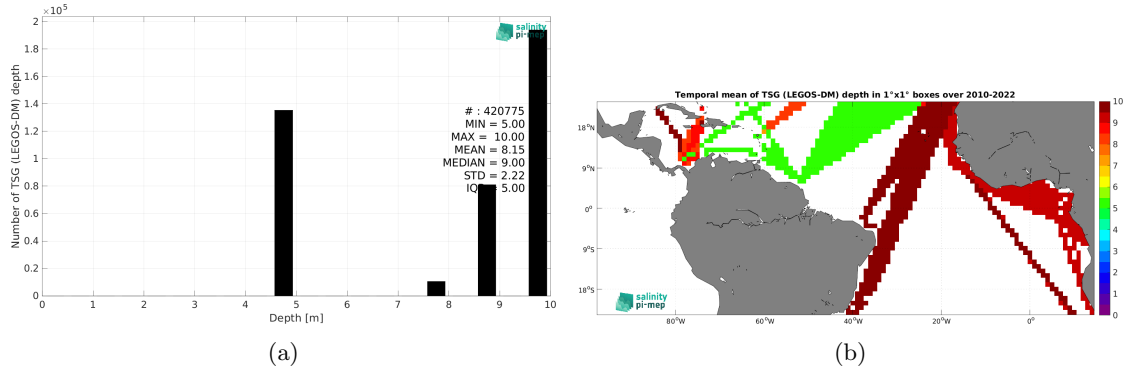 ×10⁵
2
1.8
1.6
1.4
1.2
1
0.8
0.6
0.4
0.2
0
Number of TSG (LEGOS-DM) depth
salinity
pi-mep
# : 420775
MIN = 5.00
MAX = 10.00
MEAN = 8.15
MEDIAN = 9.00
STD = 2.22
= 5.00
0 1 2 3 4 5 6 7 8 9 10
Depth [m]
(a)
Temporal mean of TSG (LEGOS-DM) depth in 1°x1° boxes over 2010-2022
18°N
9°N
0°
9°S
18°S
80°W 60°W 40°W 20°W 0°
salinity
pi-mep
10
9
8
7
6
5
4
3
2
1
0
(b)